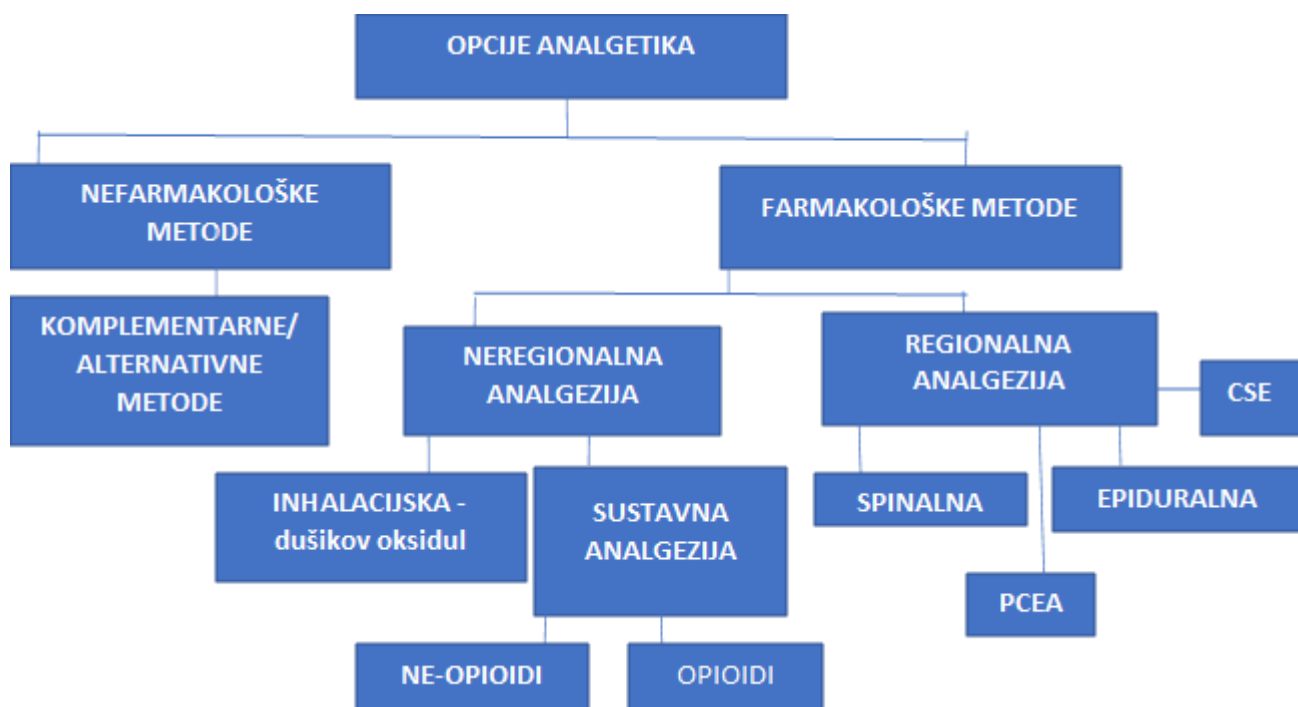 OPCIJE ANALGETIKA
NEFARMAKOLOŠKE
METODE
FARMAKOLOŠKE METODE
KOMPLEMENTARNE/
ALTERNATIVNE
METODE
NEREGIONALNA
ANALGEZIJA
REGIONALNA
ANALGEZIJA
CSE
INHALACIJSKA -
dušikov oksidul
SUSTAVNA
ANALGEZIJA
SPINALNA
EPIDURALNA
PCEA
NE-OPIOIDI
OPIOIDI